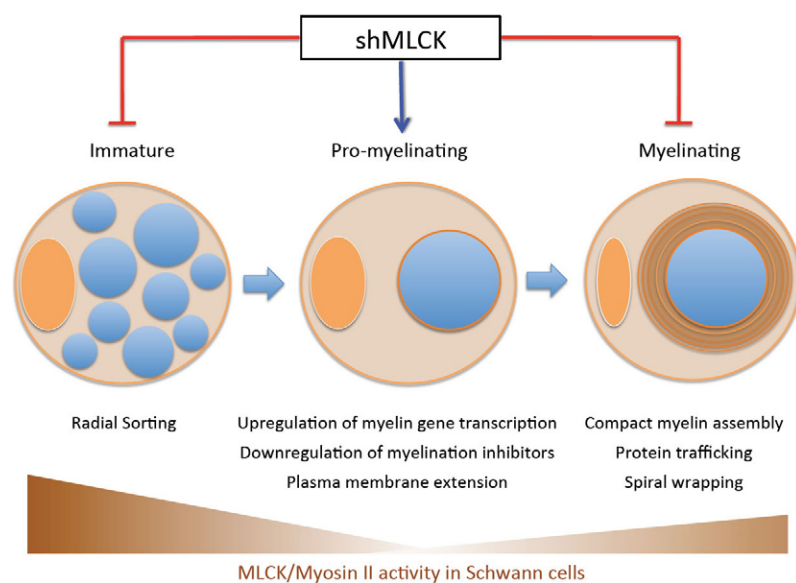 shMLCK
Immature
Pro-myelinating
Myelinating
Radial Sorting
Upregulation of myelin gene transcription
Downregulation of myelination inhibitors
Plasma membrane extension
Compact myelin assembly
Protein trafficking
Spiral wrapping
MLCK/Myosin II activity in Schwann cells